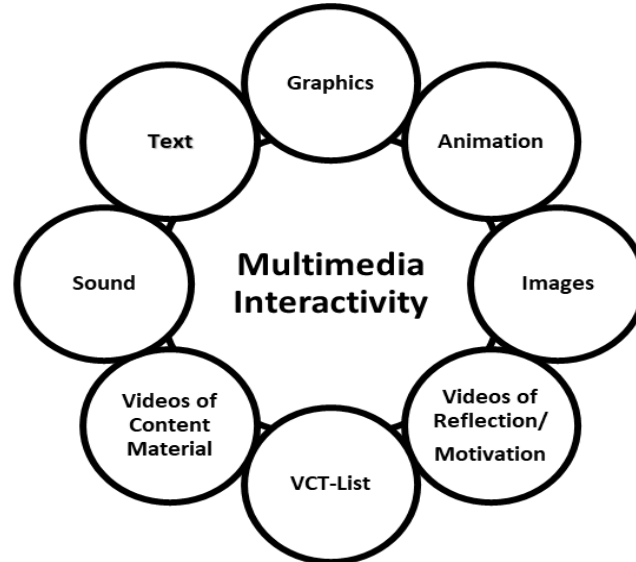 Graphics
Text
Animation
Sound
Multimedia
Interactivity
Images
Videos of
Content
Material
Videos of
Reflection/
Motivation
VCT-List